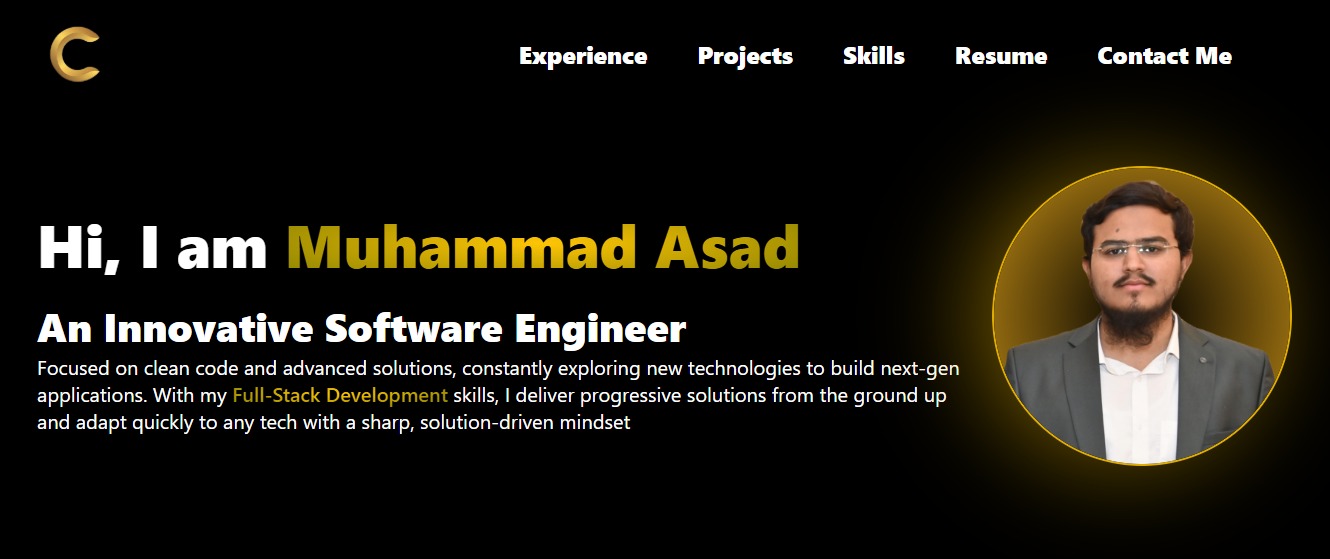 C
Experience Projects Skills Resume Contact Me
Hi, I am Muhammad Asad
An Innovative Software Engineer
Focused on clean code and advanced solutions, constantly exploring new technologies to build next-gen
applications. With my Full-Stack Development skills, I deliver progressive solutions from the ground up
and adapt quickly to any tech with a sharp, solution-driven mindset